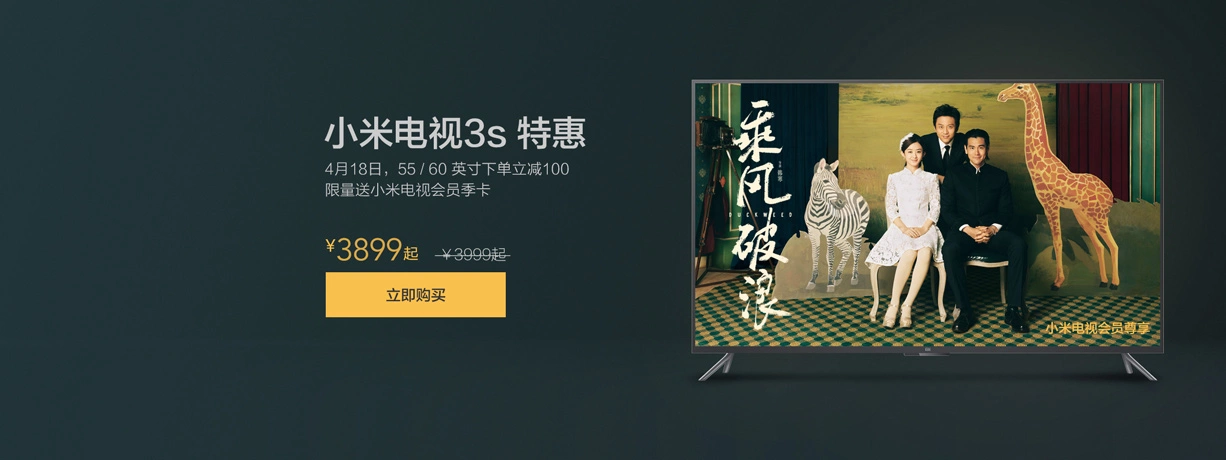 小米电视3s 特惠
4月18日，55 / 60 英寸下单立减100
限量送小米电视会员季卡
¥3899起 ¥3999起
立即购买
乘风破浪
DUCKWEED
小米电视会员尊享